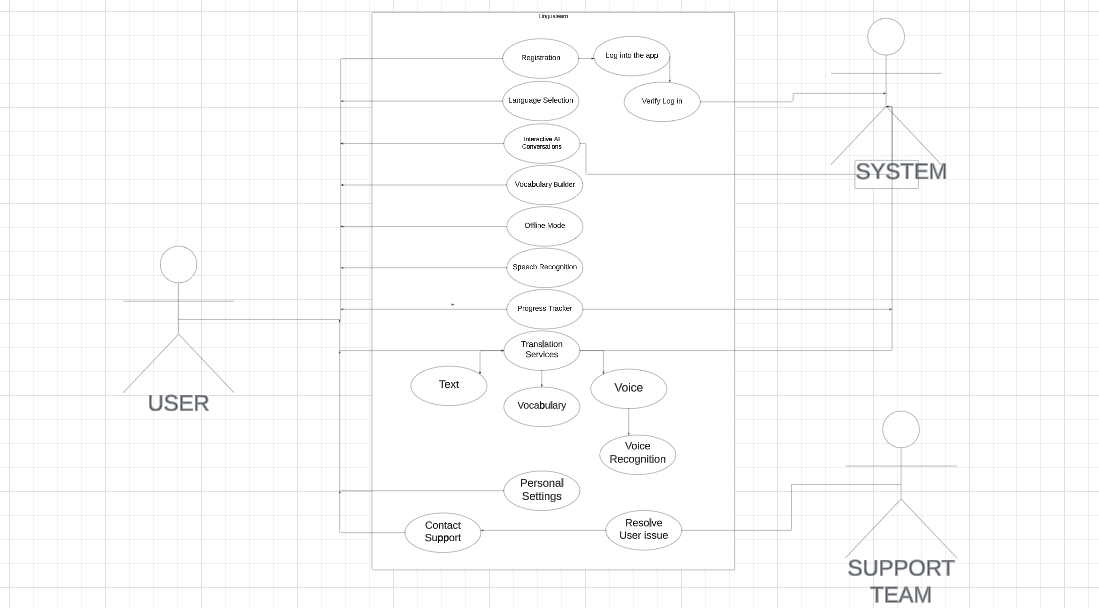 Lingualearn
Registration
Log into the app
Language Selection
Verify Log in
Interactive AI
Conversations
SYSTEM
Vocabulary Builder
Offline Mode
Speech Recognition
Progress Tracker
Translation
Services
Text
Voice
USER
Vocabulary
Voice
Recognition
Personal
Settings
Contact
Support
Resolve
User issue
SUPPORT
TEAM